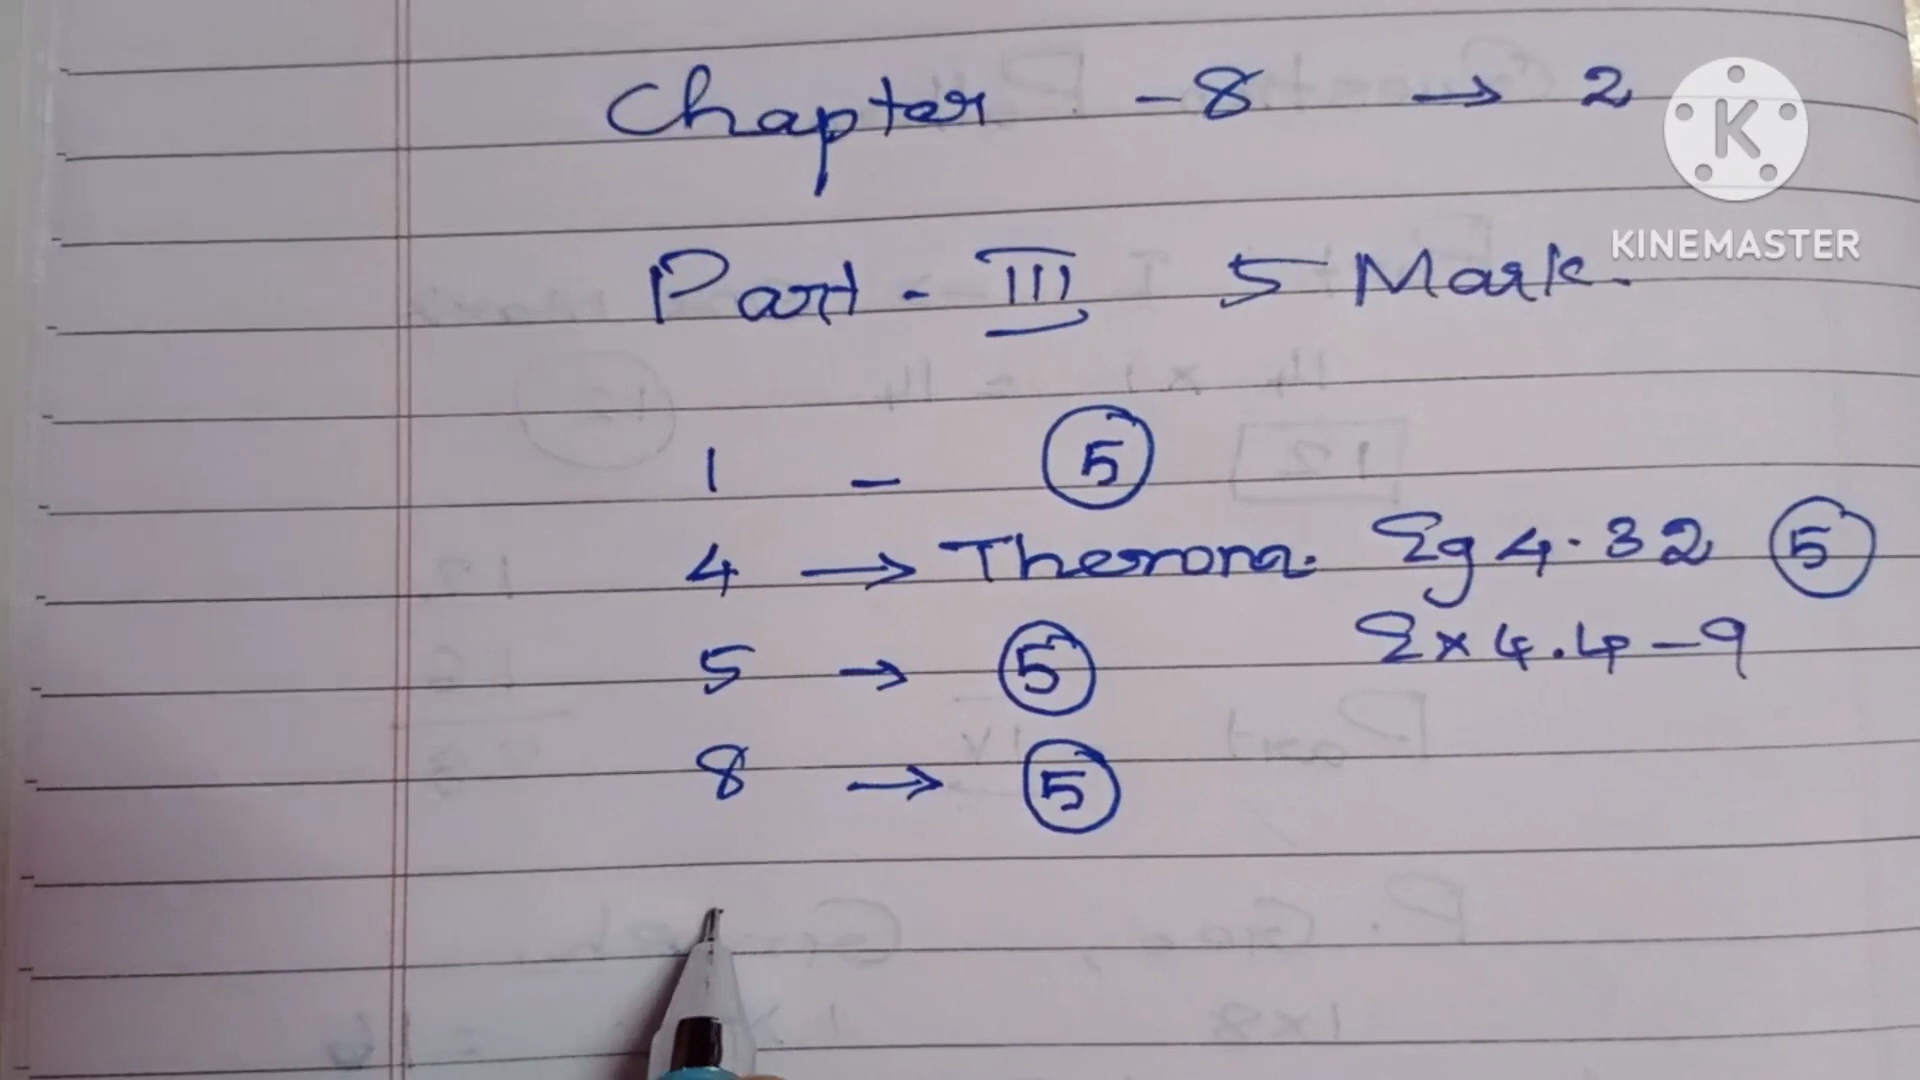 Chapter - 8 → 2
K
KINEMASTER
Part - III 5 Mark.
1 - 5
4 → Therom. Eg 4.32 5
Ex 4.4 - 9
5 → 5
8 → 5